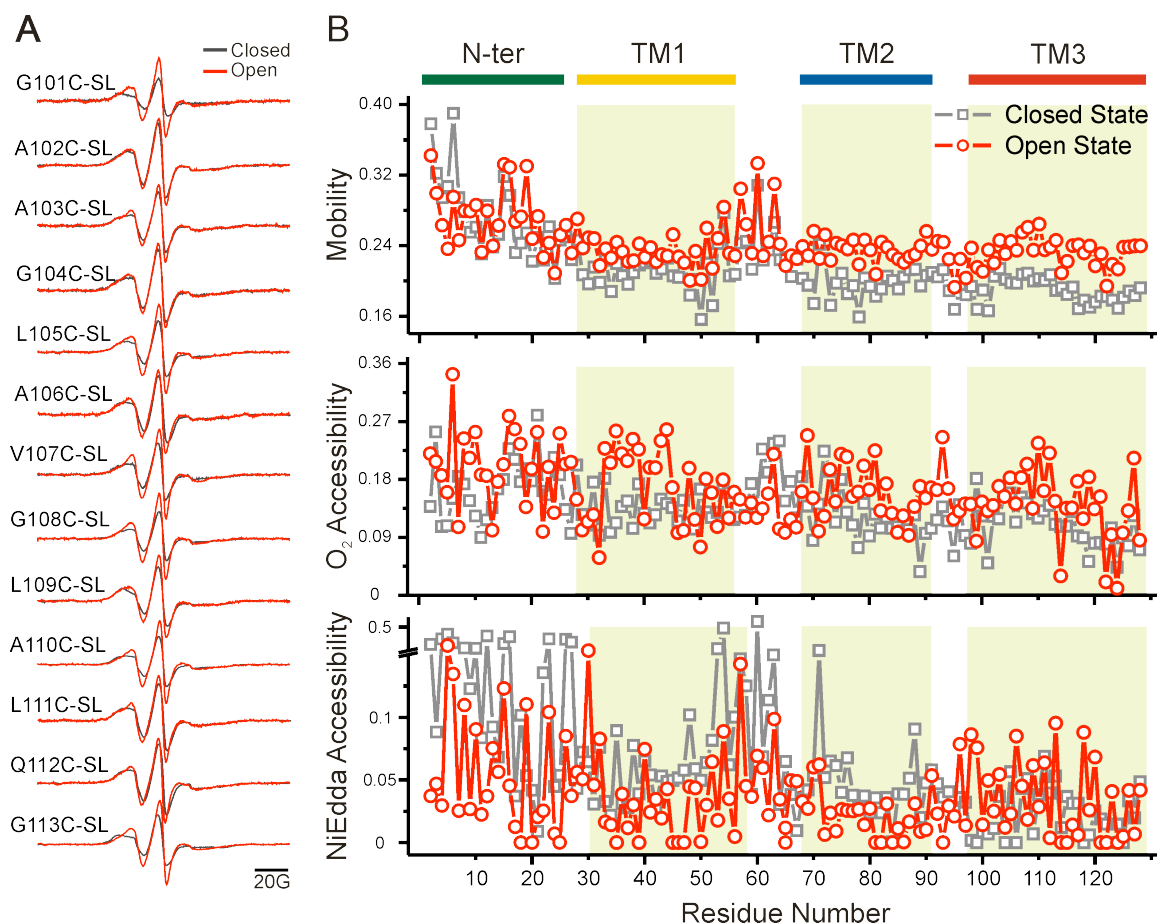 A
Closed
Open
G101C-SL
A102C-SL
A103C-SL
G104C-SL
L105C-SL
A106C-SL
V107C-SL
G108C-SL
L109C-SL
A110C-SL
L111C-SL
Q112C-SL
G113C-SL
20G
B
N-ter TM1 TM2 TM3
Closed State
Open State
Mobility
0.40
0.32
0.24
0.16
O2 Accessibility
0.36
0.27
0.18
0.09
0
NiEdda Accessibility
0.5
0.1
0.05
0
10 20 30 40 50 60 70 80 90 100 110 120
Residue Number